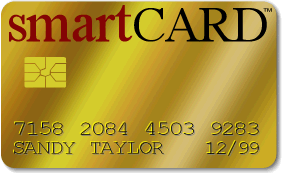 smartCARD™
7158 2084 4503 9283
SANDY TAYLOR 12/99